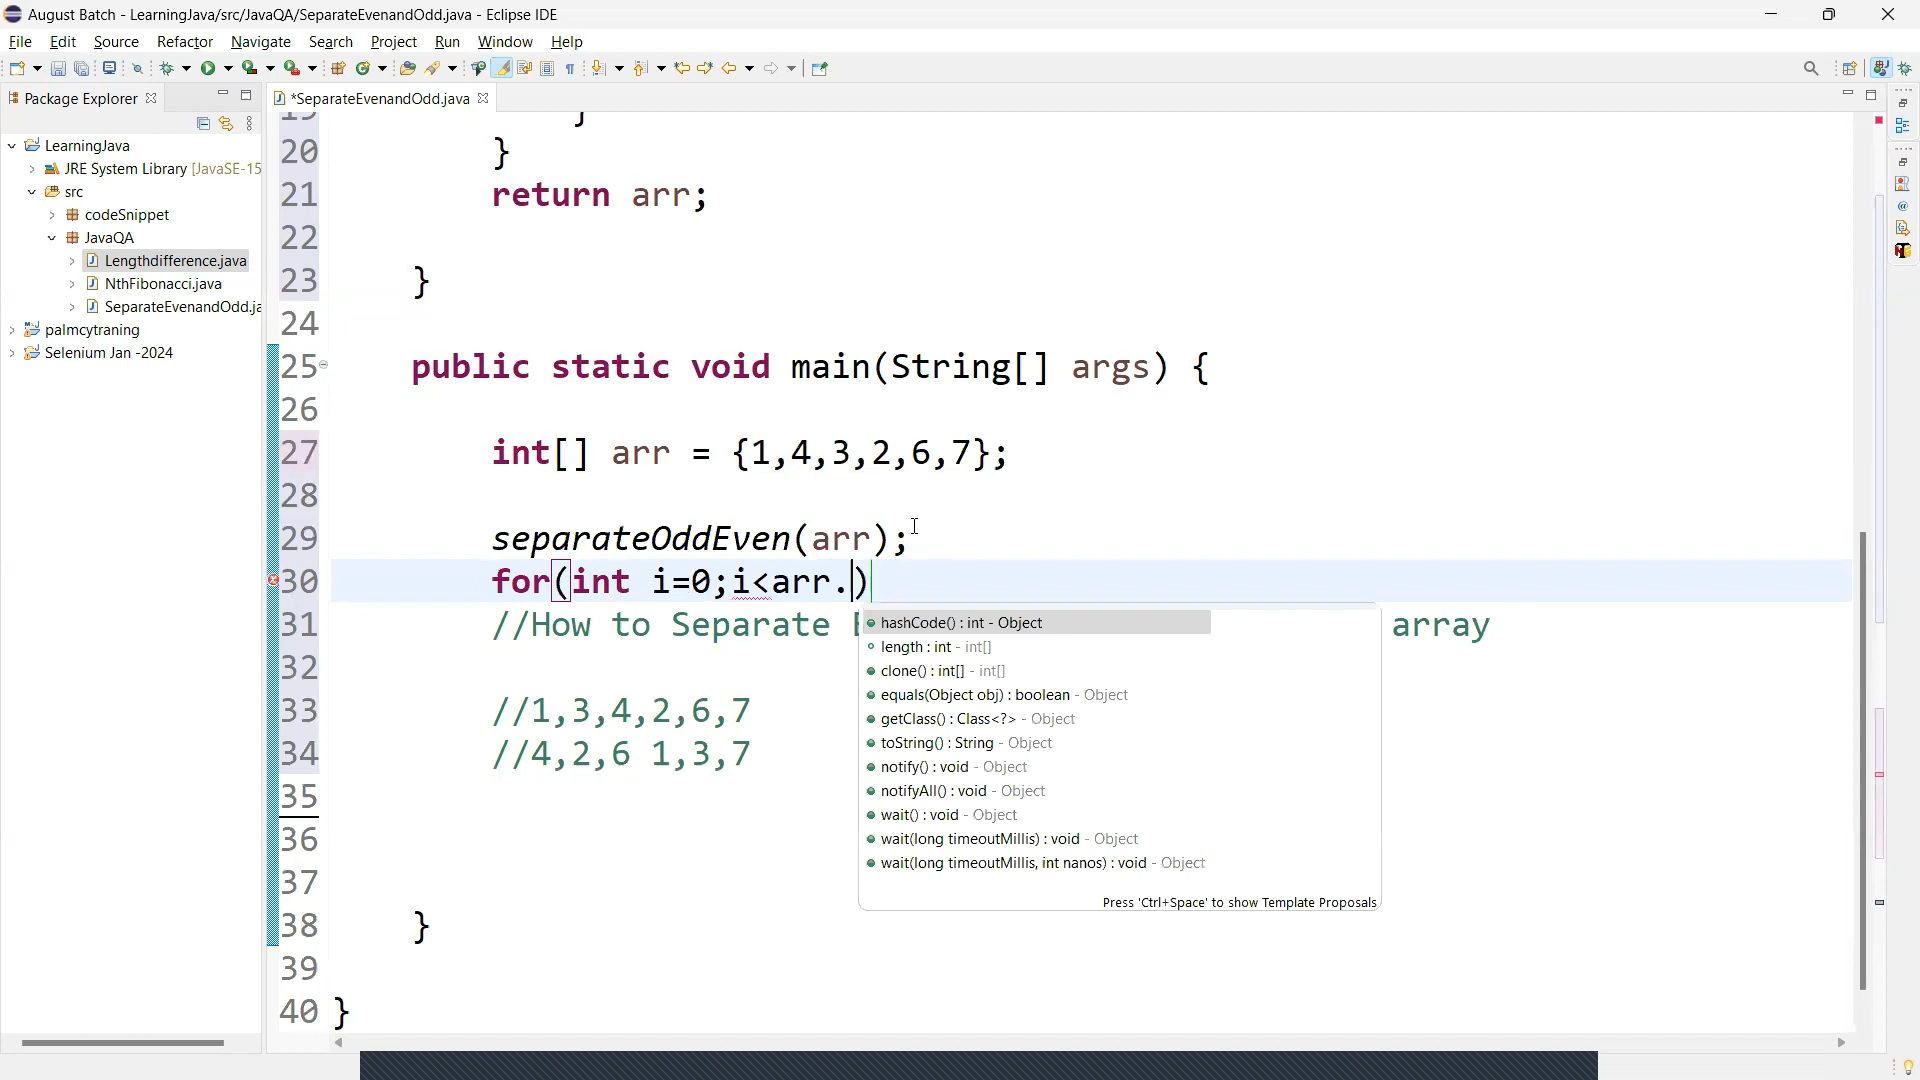 August Batch - LearningJava/src/JavaQA/SeparateEvenandOdd.java - Eclipse IDE
File Edit Source Refactor Navigate Search Project Run Window Help
Package Explorer
*SeparateEvenandOdd.java
LearningJava
JRE System Library [JavaSE-15
src
codeSnippet
JavaQA
Lengthdifference.java
NthFibonacci.java
SeparateEvenandOdd.ja
palmcytraning
Selenium Jan -2024
19 }
20 }
21 return arr;
22
23 }
24
25 public static void main(String[] args) {
26
27 int[] arr = {1,4,3,2,6,7};
28
29 separateOddEven(arr);
30 for(int i=0;i<arr.)
31 //How to Separate array
32
33 //1,3,4,2,6,7
34 //4,2,6 1,3,7
35
36
37
38 }
39
40 }
hashCode() : int - Object
length : int - int[]
clone() : int[] - int[]
equals(Object obj) : boolean - Object
getClass() : Class<?> - Object
toString() : String - Object
notify() : void - Object
notifyAll() : void - Object
wait() : void - Object
wait(long timeoutMillis) : void - Object
wait(long timeoutMillis, int nanos) : void - Object
Press 'Ctrl+Space' to show Template Proposals